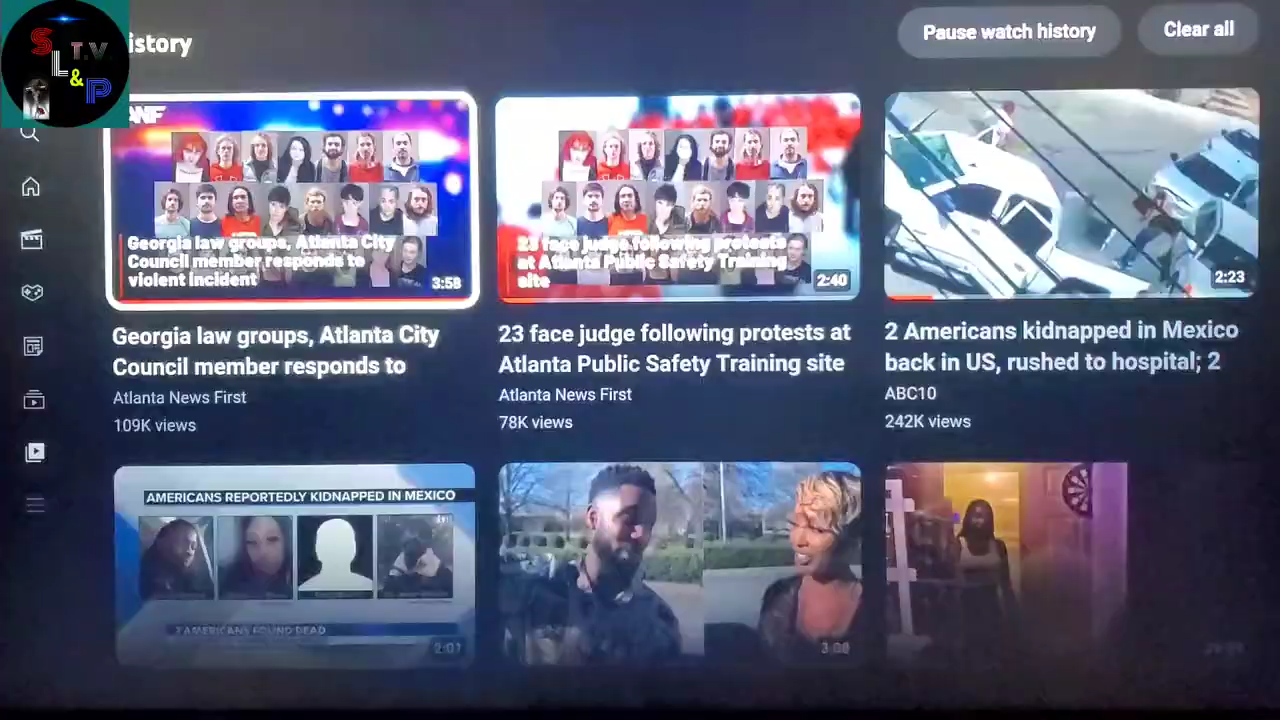 S
T.V
L
&
P
istory
Pause watch history
Clear all
ANF
Georgia law groups, Atlanta City
Council member responds to
violent incident
3:58
23 face judge following protests
at Atlanta Public Safety Training
site
2:40
2:23
Georgia law groups, Atlanta City
Council member responds to
Atlanta News First
109K views
23 face judge following protests at
Atlanta Public Safety Training site
Atlanta News First
78K views
2 Americans kidnapped in Mexico
back in US, rushed to hospital; 2
ABC10
242K views
AMERICANS REPORTEDLY KIDNAPPED IN MEXICO
2 AMERICANS FOUND DEAD
2:01
3:08